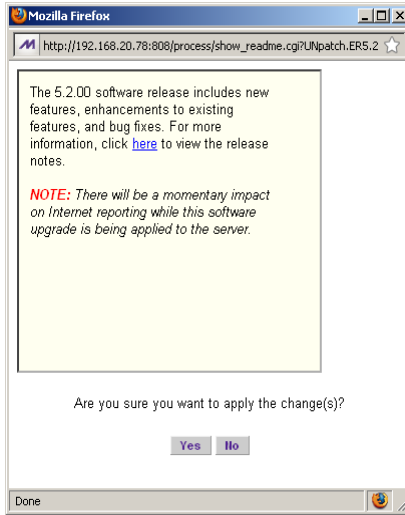 Mozilla Firefox
http://192.168.20.78:808/process/show_readme.cgi?UNpatch.ER5.2
The 5.2.00 software release includes new
features, enhancements to existing
features, and bug fixes. For more
information, click here to view the release
notes.
NOTE: There will be a momentary impact
on Internet reporting while this software
upgrade is being applied to the server.
Are you sure you want to apply the change(s)?
Yes No
Done